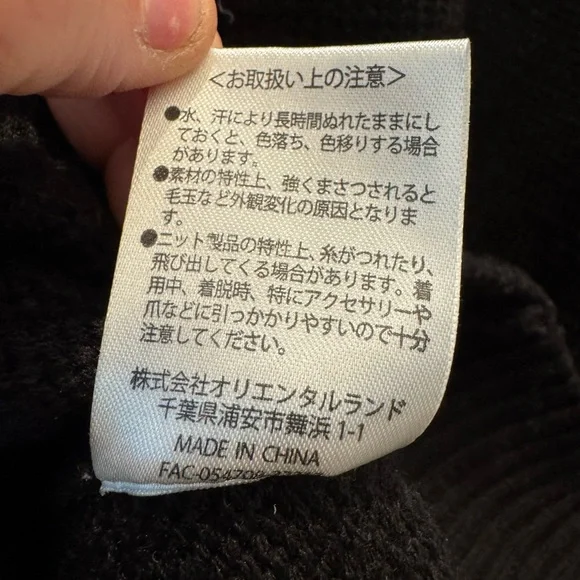 <お取扱い上の注意>
●水、汗により長時間ぬれたままにし
ておくと、色落ち、色移りする場合
があります。
●素材の特性上、強くまさつされると
毛玉など外観変化の原因となりま
す。
●ニット製品の特性上、糸がつれたり、
飛び出してくる場合があります。着
用中、着脱時、特にアクセサリーや
爪などに引っかかりやすいので十分
注意してください。
株式会社オリエンタルランド
千葉県浦安市舞浜1-1
MADE IN CHINA